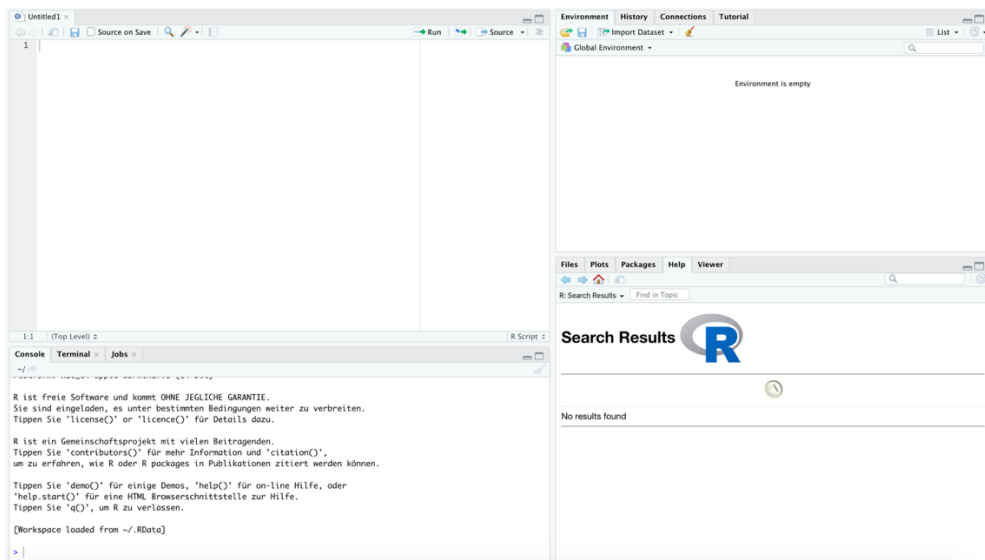 Untitled1
Source on Save
Run
Source
1
1:1
(Top Level)
R Script
Console Terminal Jobs
~/
R ist freie Software und kommt OHNE JEGLICHE GARANTIE.
Sie sind eingeladen, es unter bestimmten Bedingungen weiter zu verbreiten.
Tippen Sie 'license()' or 'licence()' für Details dazu.
R ist ein Gemeinschaftsprojekt mit vielen Beitragenden.
Tippen Sie 'contributors()' für mehr Information und 'citation()',
um zu erfahren, wie R oder R packages in Publikationen zitiert werden können.
Tippen Sie 'demo()' für einige Demos, 'help()' für on-line Hilfe, oder
'help.start()' für eine HTML Browserschnittstelle zur Hilfe.
Tippen Sie 'q()', um R zu verlassen.
[Workspace loaded from ~/.RData]
>
Environment History Connections Tutorial
Import Dataset
List
Global Environment
Environment is empty
Files Plots Packages Help Viewer
R: Search Results
Find in Topic
Search Results R
No results found